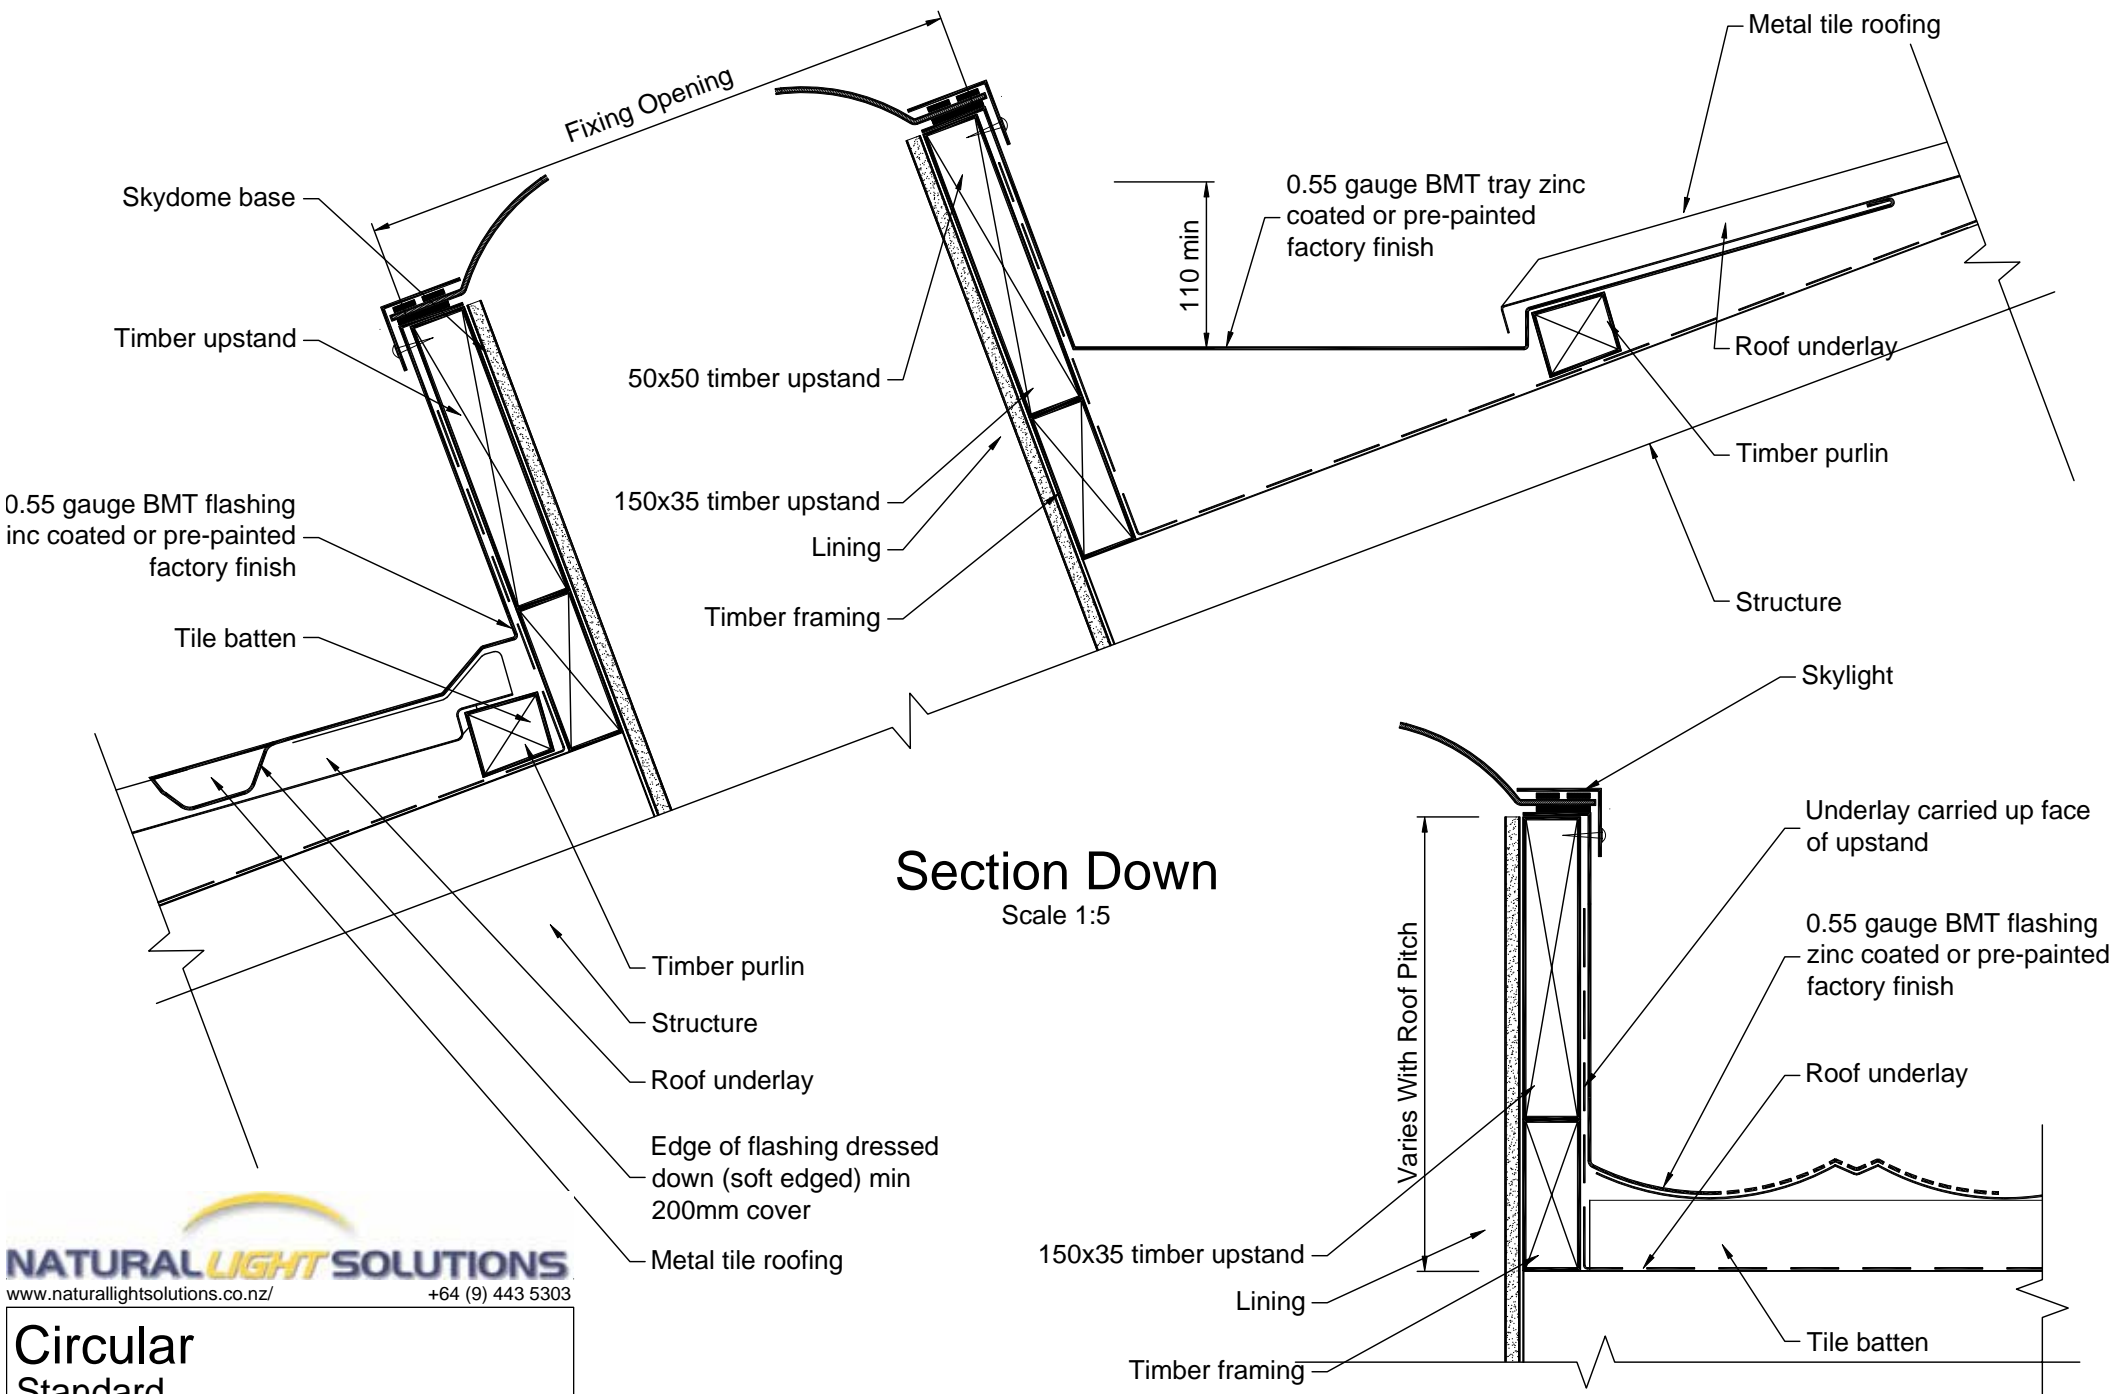 Metal tile roofing
Fixing Opening
Skydome base
0.55 gauge BMT tray zinc
coated or pre-painted
factory finish
110 min
Timber upstand
Roof underlay
50x50 timber upstand
Timber purlin
150x35 timber upstand
0.55 gauge BMT flashing
inc coated or pre-painted
factory finish
Lining
Timber framing
Structure
Tile batten
Skylight
Underlay carried up face
of upstand
Section Down
Scale 1:5
0.55 gauge BMT flashing
zinc coated or pre-painted
factory finish
Timber purlin
Structure
Varies With Roof Pitch
Roof underlay
Roof underlay
Edge of flashing dressed
down (soft edged) min
200mm cover
Metal tile roofing
150x35 timber upstand
Lining
Tile batten
Timber framing
NATURAL LIGHT SOLUTIONS
www.naturallightsolutions.co.nz/ +64 (9) 443 5303
Circular
Standard